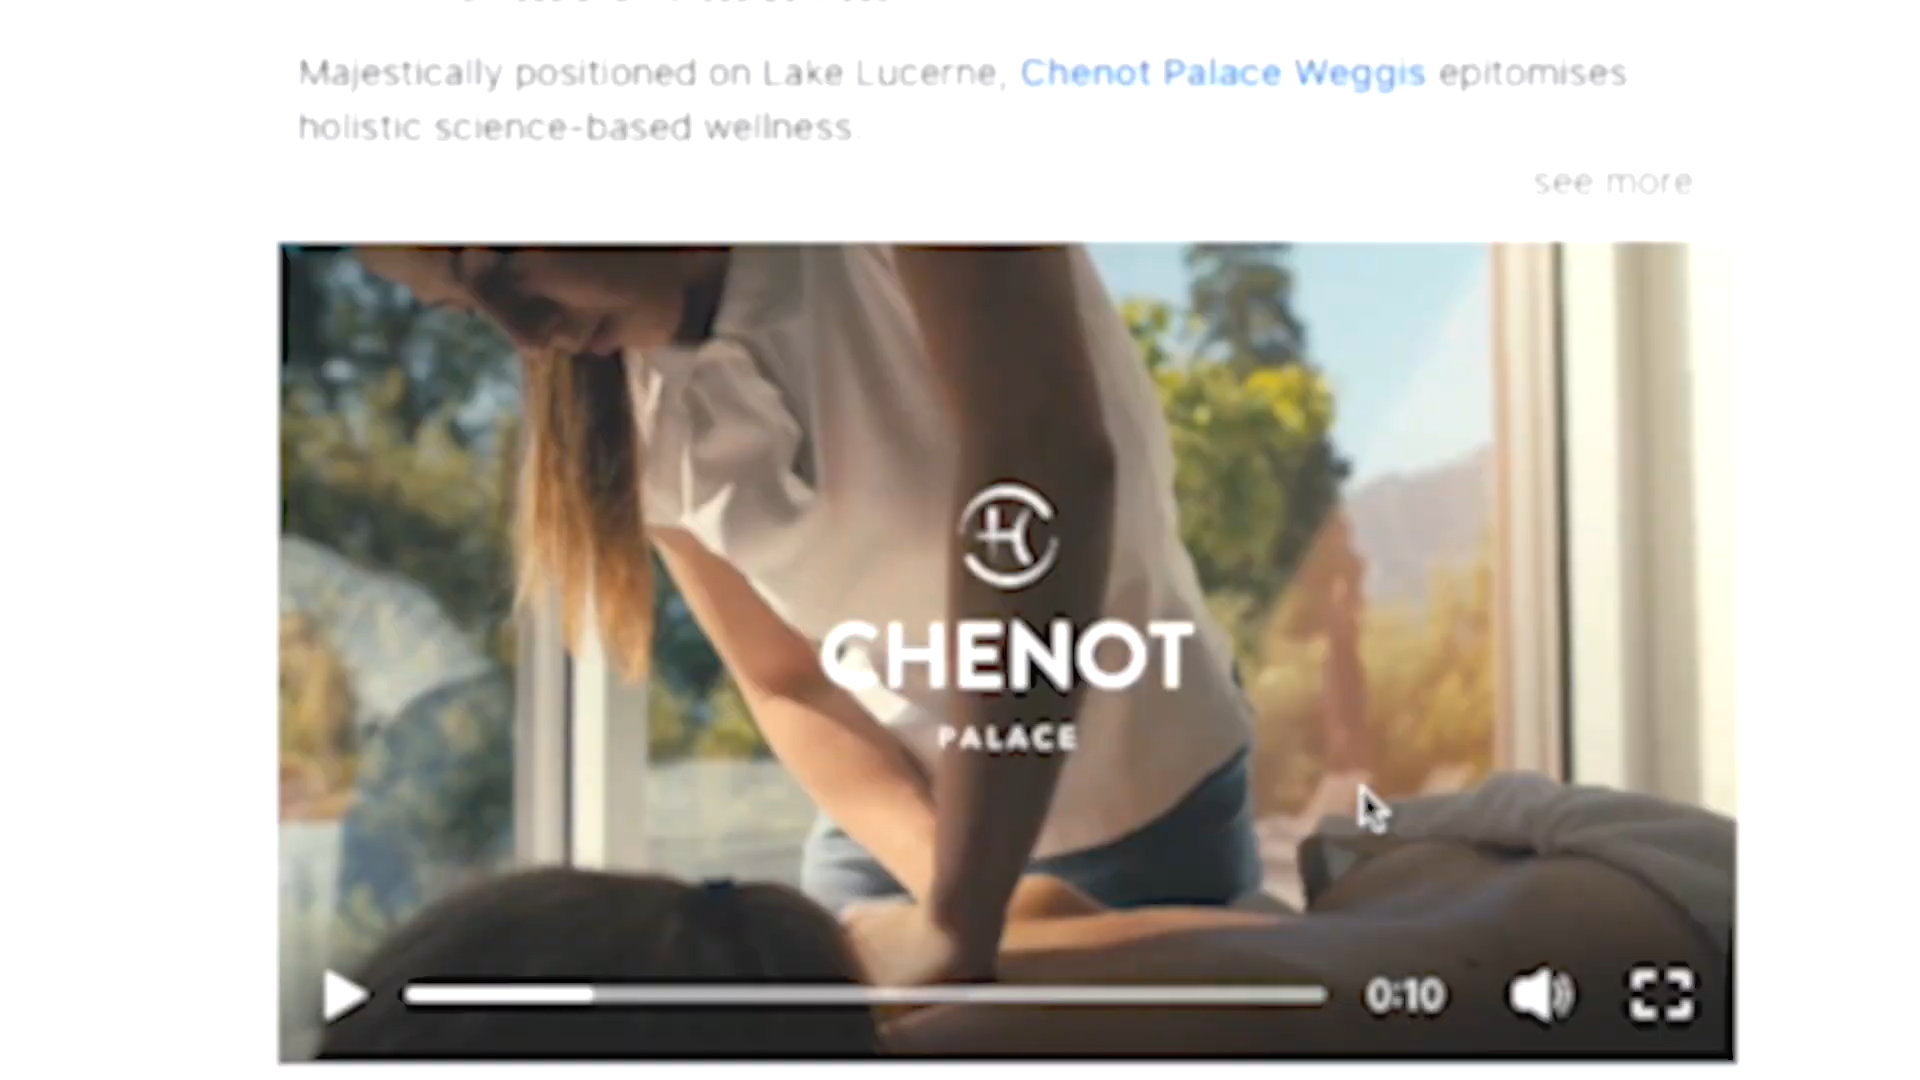 Majestically positioned on Lake Lucerne, Chenot Palace Weggis epitomises
holistic science-based wellness.
see more
CHENOT
PALACE
0:10